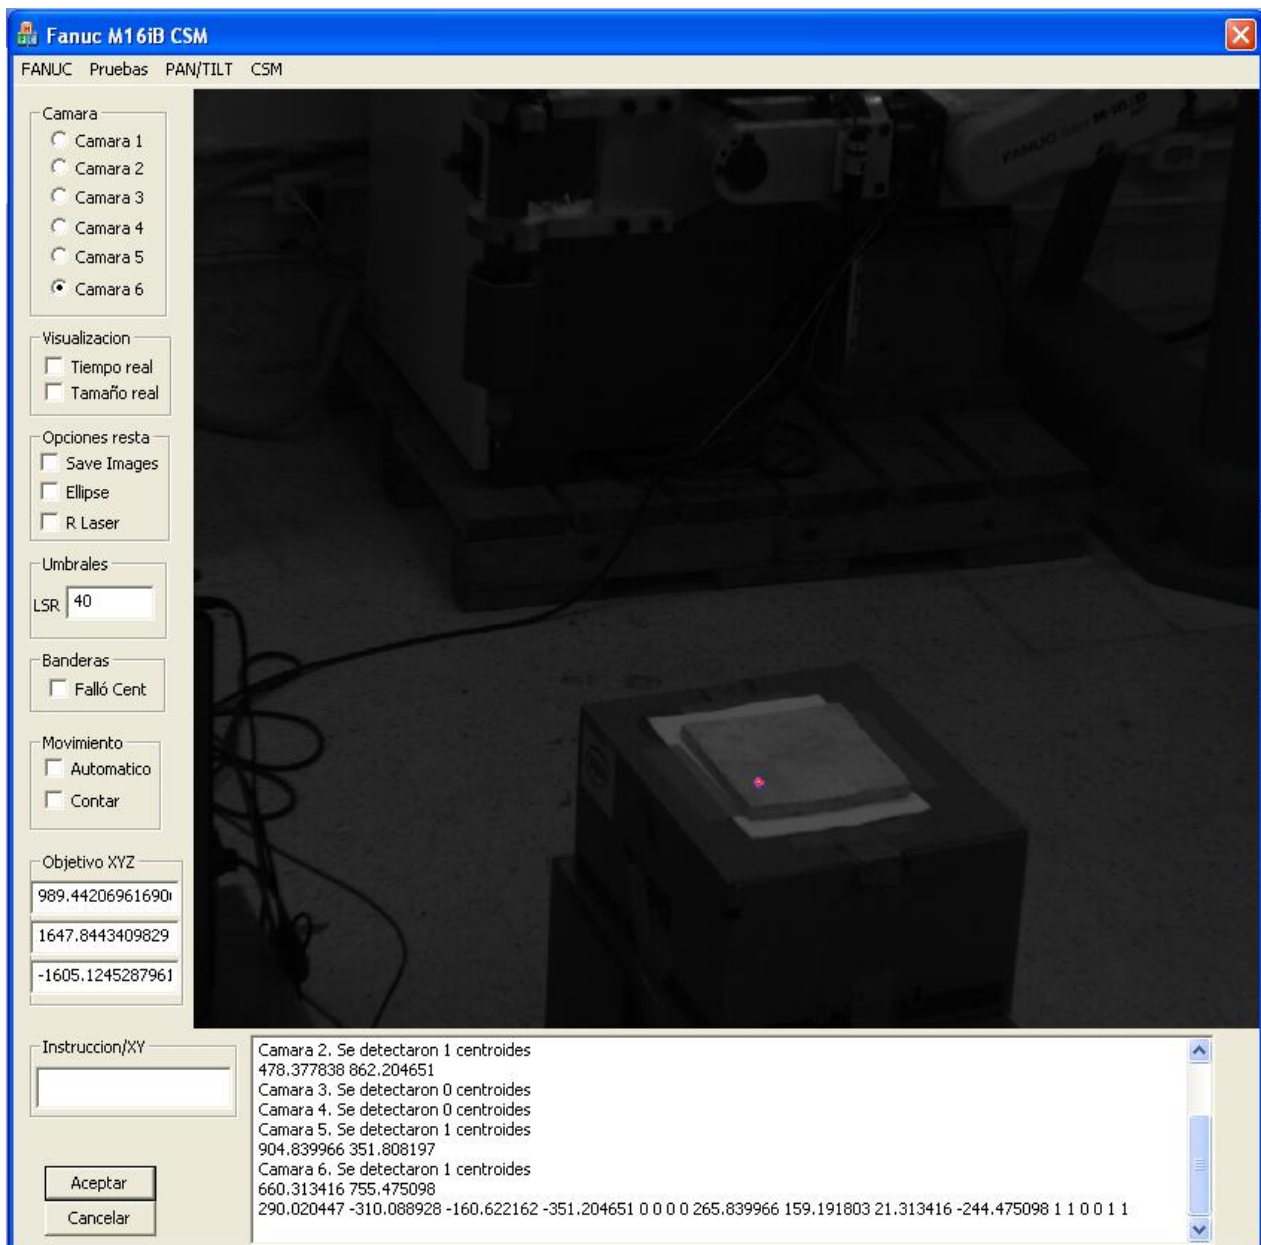 Fanuc M16iB CSM
FANUC Pruebas PAN/TILT CSM
Camara
Camara 1
Camara 2
Camara 3
Camara 4
Camara 5
Camara 6
Visualizacion
Tiempo real
Tamaño real
Opciones resta
Save Images
Ellipse
R Laser
Umbrales
LSR 40
Banderas
Falló Cent
Movimiento
Automatico
Contar
Objetivo XYZ
989.44206961690
1647.8443409829
-1605.1245287961
Instruccion/XY
Aceptar
Cancelar
FANUC Robot M-16iB
Camara 2. Se detectaron 1 centroides
478.377838 862.204651
Camara 3. Se detectaron 0 centroides
Camara 4. Se detectaron 0 centroides
Camara 5. Se detectaron 1 centroides
904.839966 351.808197
Camara 6. Se detectaron 1 centroides
660.313416 755.475098
290.020447 -310.088928 -160.622162 -351.204651 0 0 0 0 265.839966 159.191803 21.313416 -244.475098 1 1 0 0 1 1